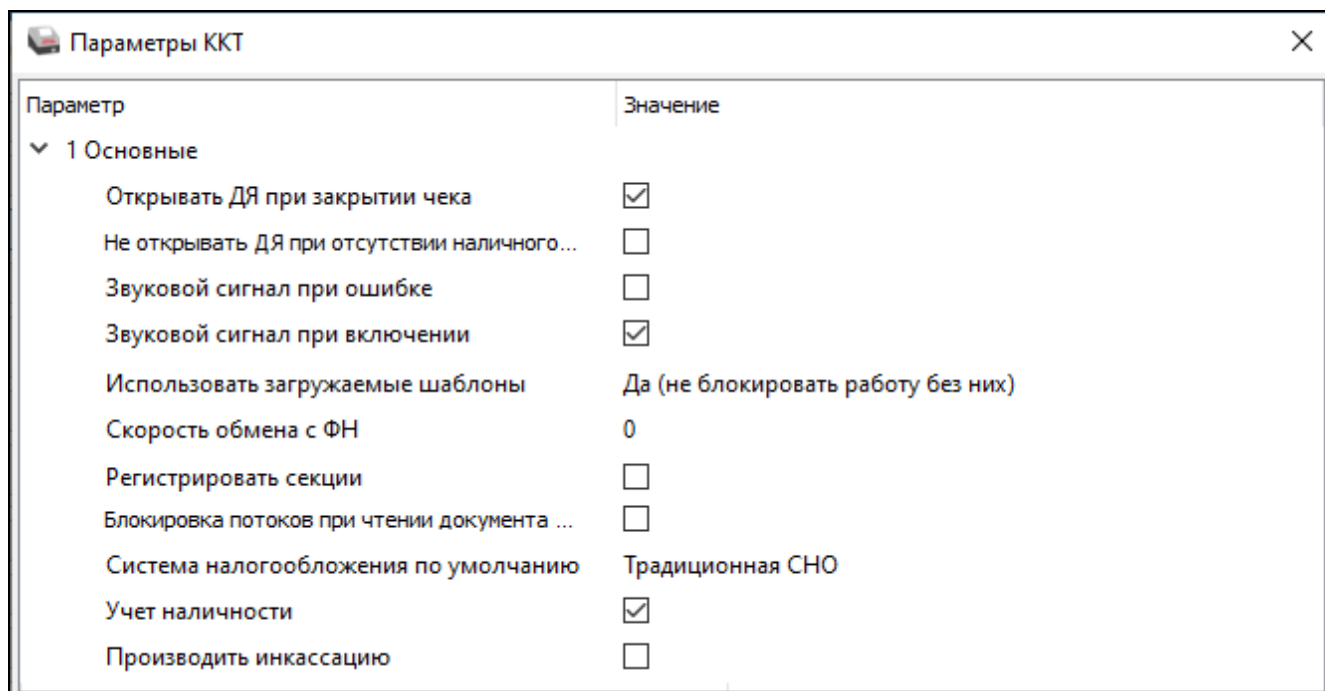 Параметры ККТ
Параметр Значение
1 Основные
Открывать ДЯ при закрытии чека
Не открывать ДЯ при отсутствии наличного...
Звуковой сигнал при ошибке
Звуковой сигнал при включении
Использовать загружаемые шаблоны Да (не блокировать работу без них)
Скорость обмена с ФН 0
Регистрировать секции
Блокировка потоков при чтении документа ...
Система налогообложения по умолчанию Традиционная СНО
Учет наличности
Производить инкассацию